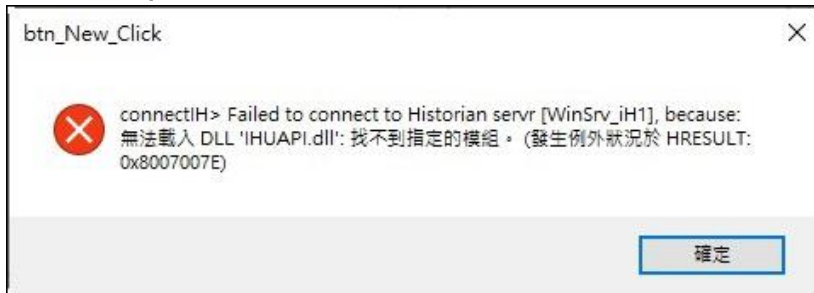 btn_New_Click
connectIH> Failed to connect to Historian servr [WinSrv_iH1], because:
無法載入 DLL 'IHUAPI.dll': 找不到指定的模組。 (發生例外狀況於 HRESULT:
0x8007007E)
確定